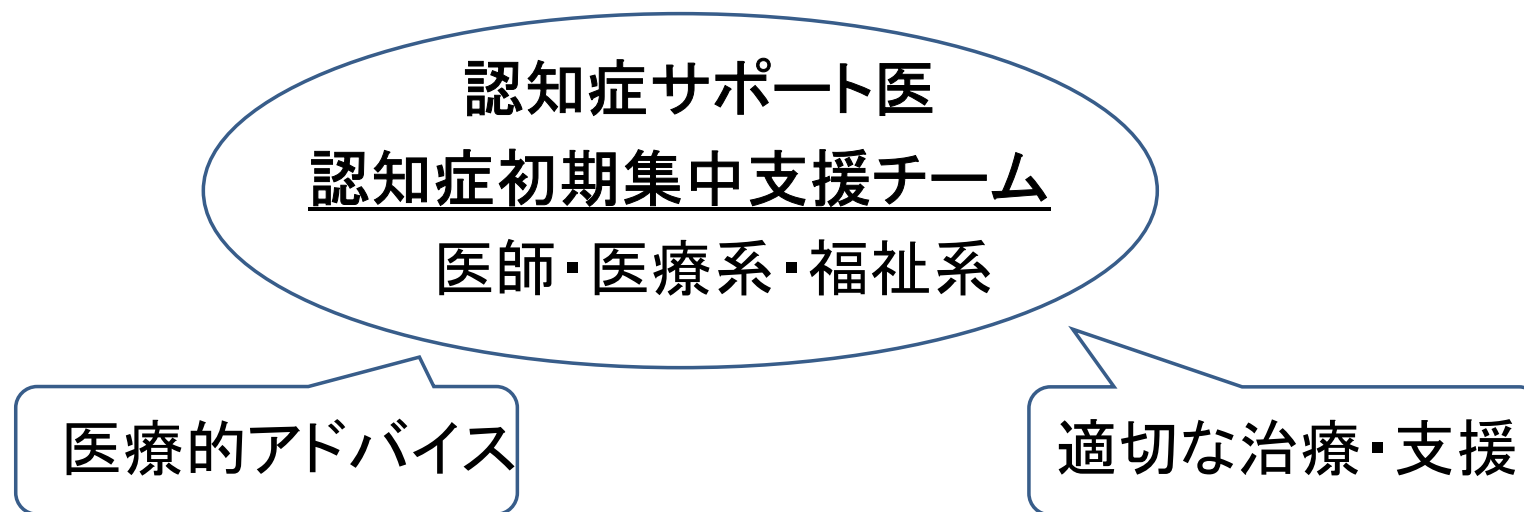 認知症サポート医
認知症初期集中支援チーム
医師・医療系・福祉系
医療的アドバイス
適切な治療・支援